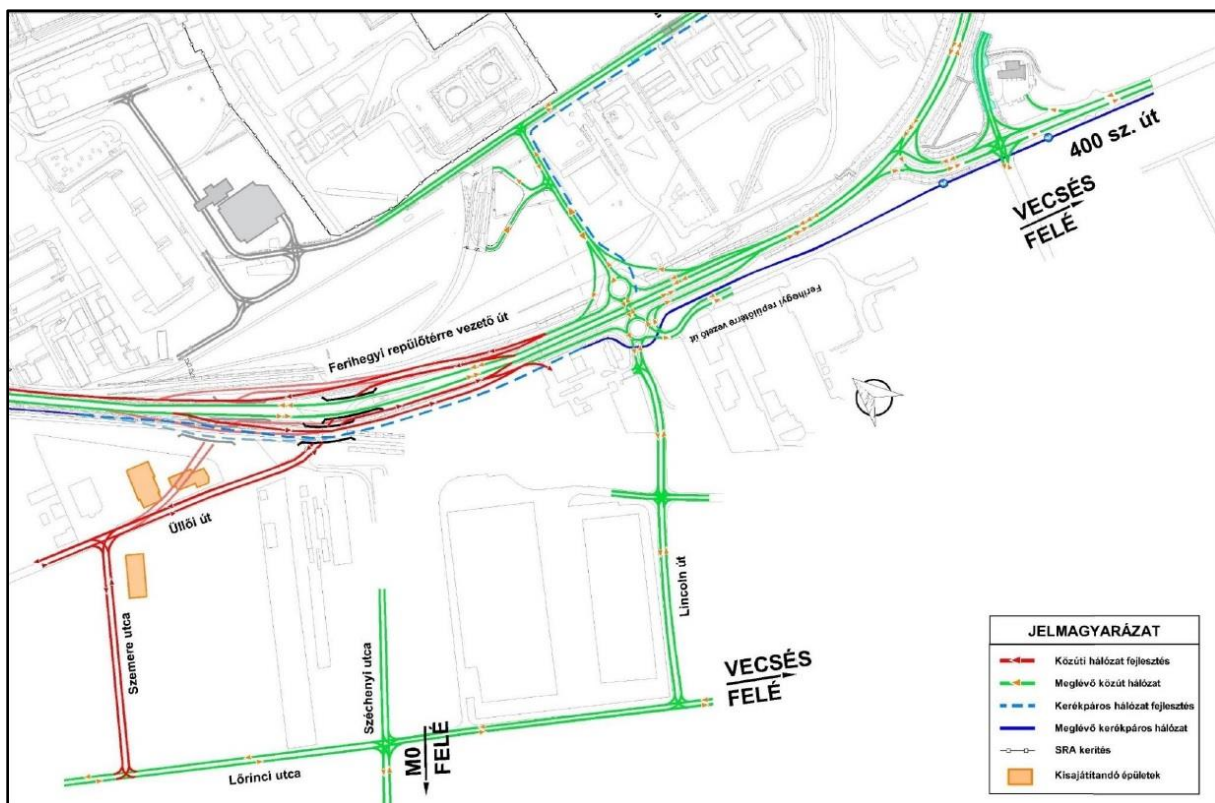 400 sz. út
VECSÉS
FELÉ
Ferihegyi repülőtérre vezető út
Ferihegyi repülőtérre vezető út
Üllői út
Szemere utca
Széchenyi utca
Lincoln út
VECSÉS
FELÉ
M0
FELÉ
Lőrinci utca
JELMAGYARÁZAT
Közúti hálózat fejlesztés
Meglévő közút hálózat
Kerékpáros hálózat fejlesztés
Meglévő kerékpáros hálózat
SRA kerítés
Kisajátítandó épületek